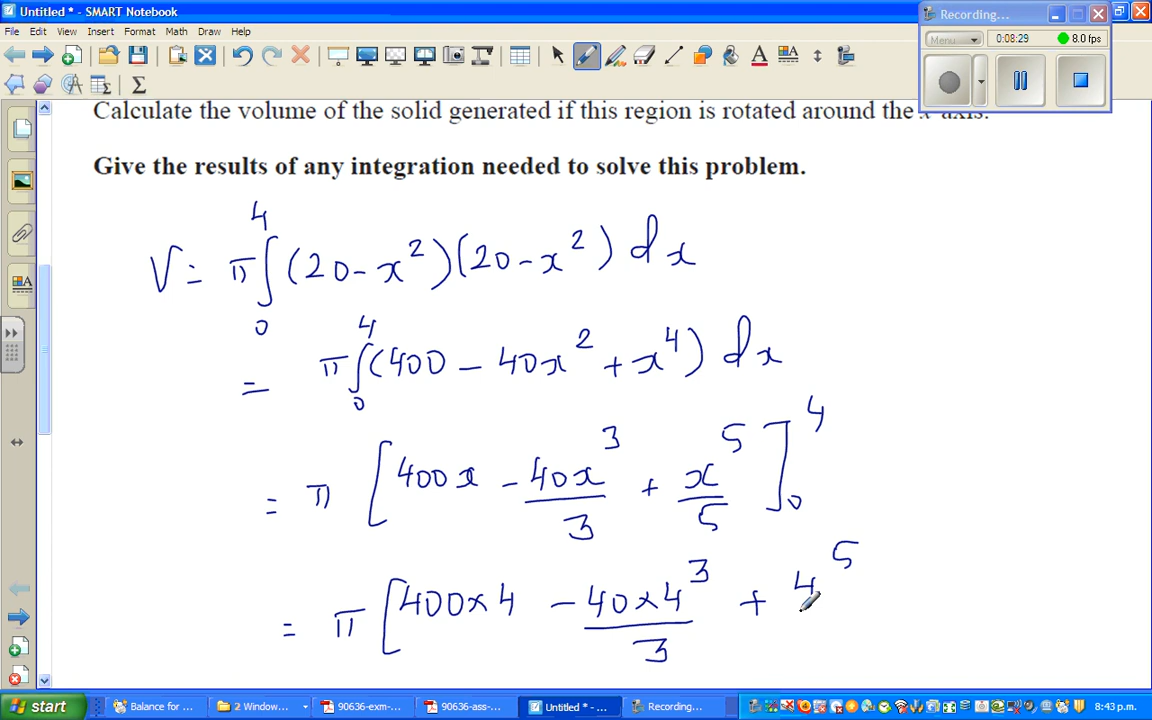 Untitled * - SMART Notebook
Recording...
File Edit View Insert Format Math Draw Help
Menu 0:08:29 8.0 fps
Calculate the volume of the solid generated if this region is rotated around the x-axis.
Give the results of any integration needed to solve this problem.
V = π∫₀⁴ (20-x²)(20-x²) dx
= π∫₀⁴ (400 - 40x² + x⁴) dx
= π [400x - 40x³/3 + x⁵/5]₀⁴
= π [400×4 - 40×4³/3 + 4⁵
start Balance for ... 2 Window... 90636-exm-... 90636-ass-... Untitled * - ... Recording... 8:43 p.m.